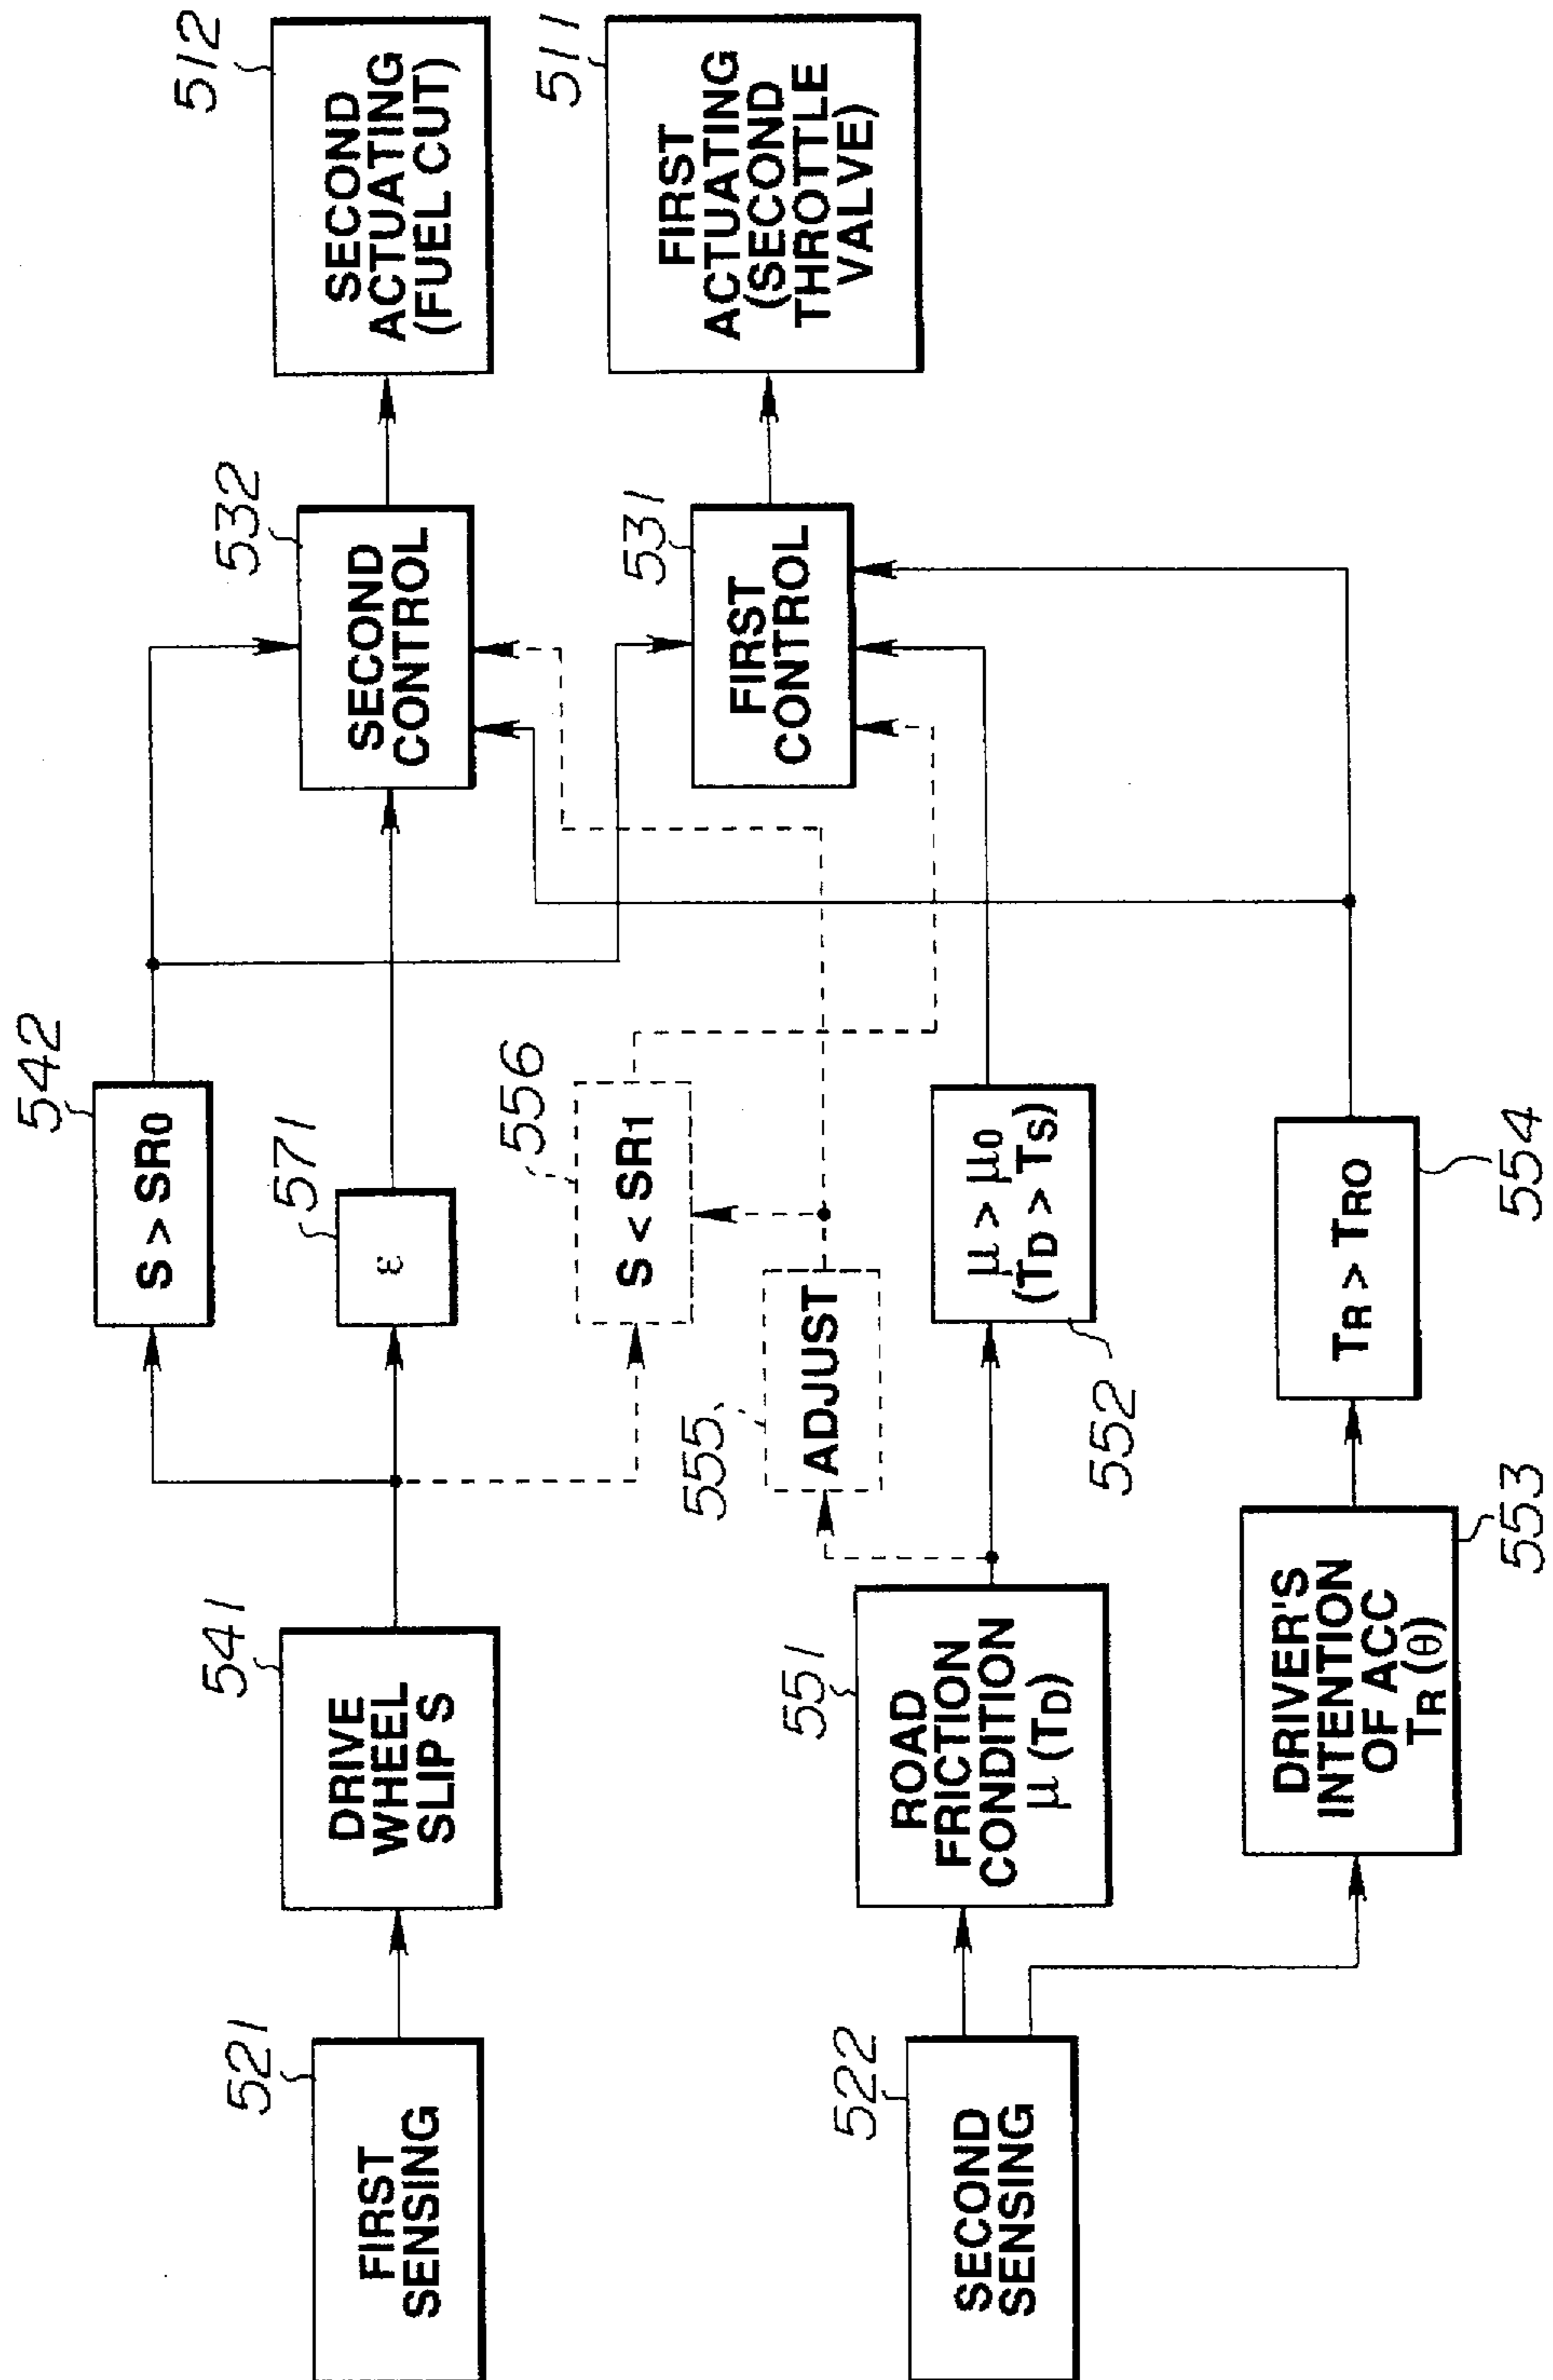 521
FIRST
SENSING
522
SECOND
SENSING
541
DRIVE
WHEEL
SLIP S
551
ROAD
FRICTION
CONDITION
μ (TD)
DRIVER'S
INTENTION
OF ACC
TR (θ)
553
542
S > SR0
571
ε
556
S < SR1
555
ADJUST
μ > μ0
(TD > TS)
552
TR > TRO
554
532
SECOND
CONTROL
531
FIRST
CONTROL
512
SECOND
ACTUATING
(FUEL CUT)
511
FIRST
ACTUATING
(SECOND
THROTTLE
VALVE)